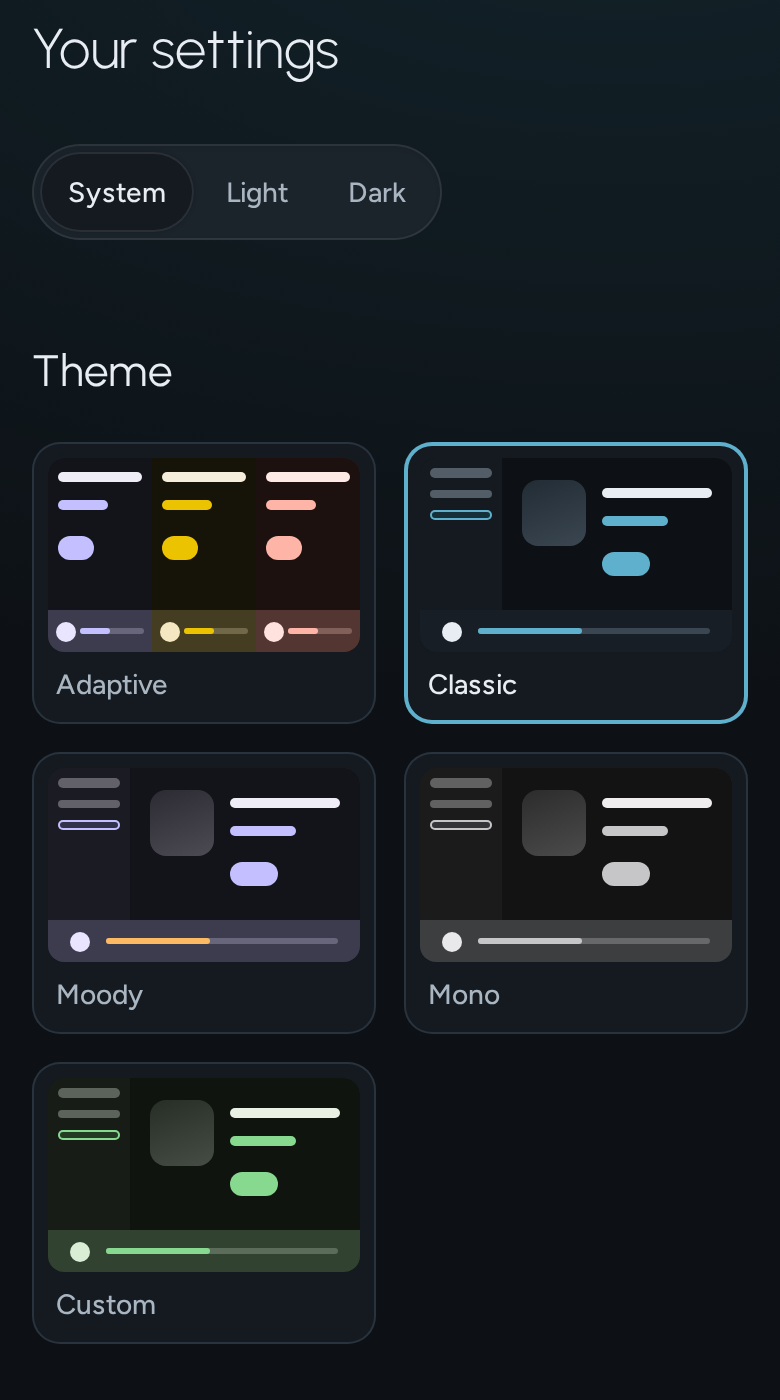 Your settings
System Light Dark
Theme
Adaptive Classic
Moody Mono
Custom